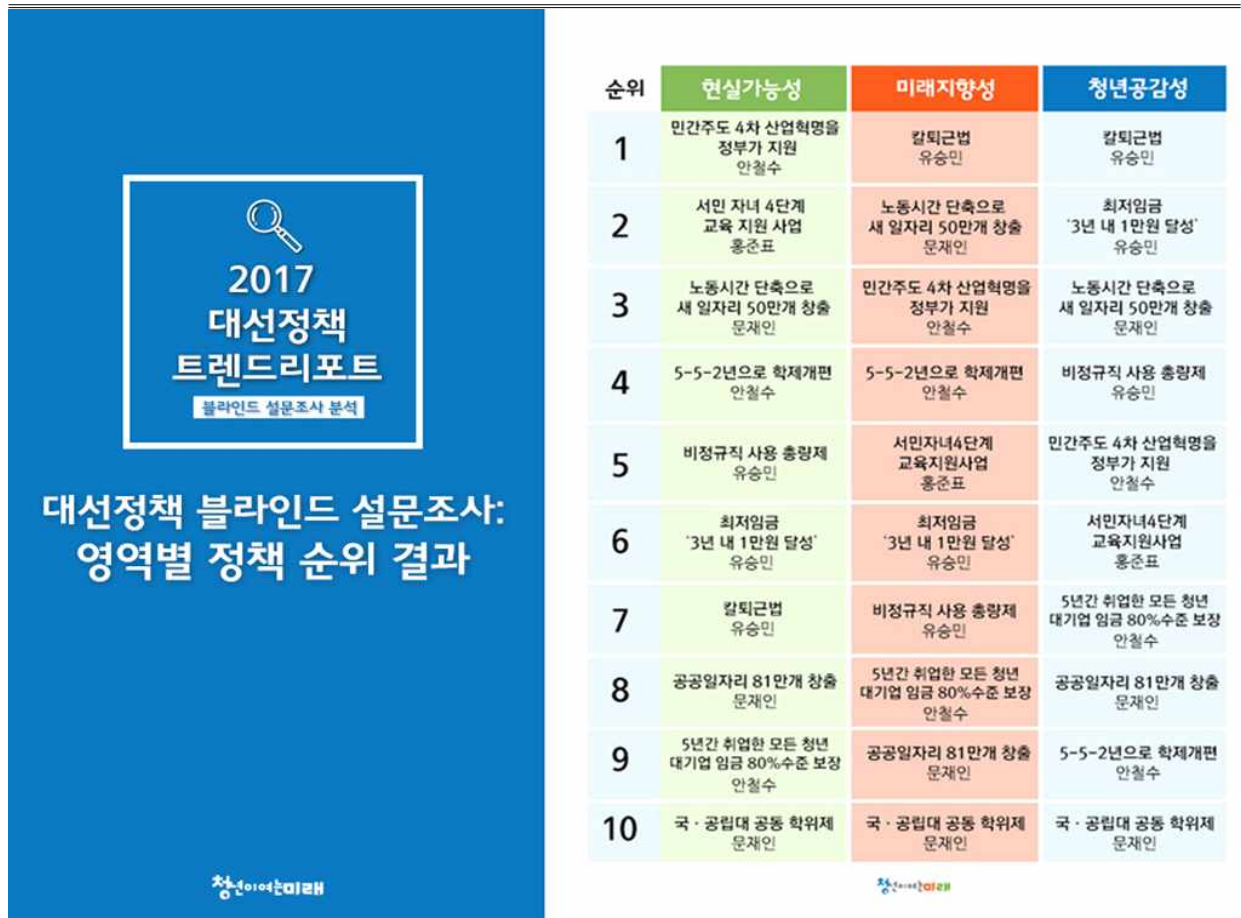 2017
대선정책
트렌드리포트
블라인드 설문조사 분석
대선정책 블라인드 설문조사:
영역별 정책 순위 결과
청년이여는미래
순위 현실가능성 미래지향성 청년공감성
1
민간주도 4차 산업혁명을
정부가 지원
안철수
칼퇴근법
유승민
칼퇴근법
유승민
2
서민 자녀 4단계
교육 지원 사업
홍준표
노동시간 단축으로
새 일자리 50만개 창출
문재인
최저임금
'3년 내 1만원 달성'
유승민
3
노동시간 단축으로
새 일자리 50만개 창출
문재인
민간주도 4차 산업혁명을
정부가 지원
안철수
노동시간 단축으로
새 일자리 50만개 창출
문재인
4
5-5-2년으로 학제개편
안철수
5-5-2년으로 학제개편
안철수
비정규직 사용 총량제
유승민
5
비정규직 사용 총량제
유승민
서민자녀4단계
교육지원사업
홍준표
민간주도 4차 산업혁명을
정부가 지원
안철수
6
최저임금
'3년 내 1만원 달성'
유승민
최저임금
'3년 내 1만원 달성'
유승민
서민자녀4단계
교육지원사업
홍준표
7
칼퇴근법
유승민
비정규직 사용 총량제
유승민
5년간 취업한 모든 청년
대기업 임금 80%수준 보장
안철수
8
공공일자리 81만개 창출
문재인
5년간 취업한 모든 청년
대기업 임금 80%수준 보장
안철수
공공일자리 81만개 창출
문재인
9
5년간 취업한 모든 청년
대기업 임금 80%수준 보장
안철수
공공일자리 81만개 창출
문재인
5-5-2년으로 학제개편
안철수
10
국·공립대 공동 학위제
문재인
국·공립대 공동 학위제
문재인
국·공립대 공동 학위제
문재인
청년이여는미래